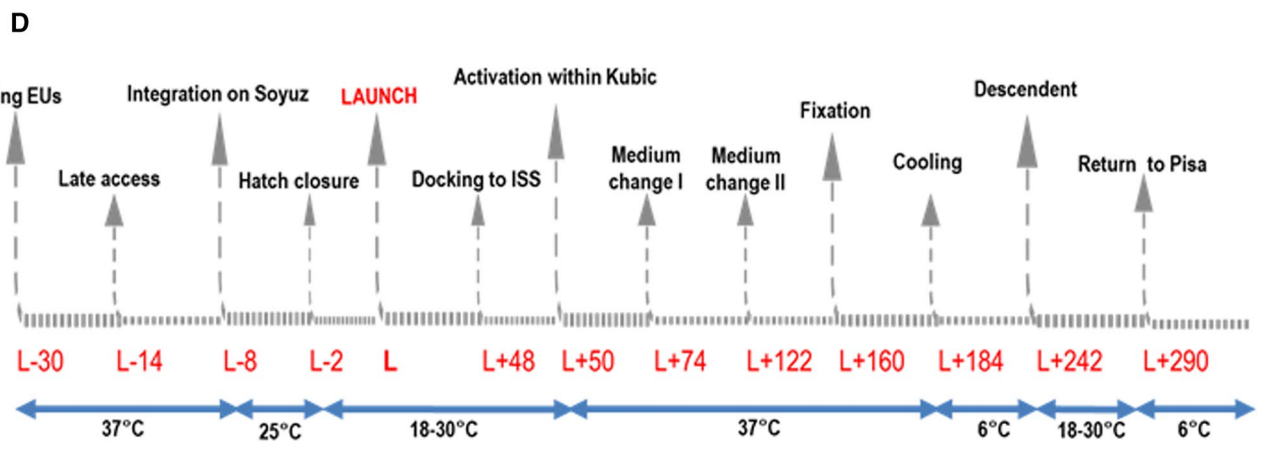 D
Activation within Kubic
Descendent
ng EUs Integration on Soyuz LAUNCH
Fixation
Medium Medium
change I change II
Cooling
Return to Pisa
Late access Hatch closure Docking to ISS
L-30 L-14 L-8 L-2 L L+48 L+50 L+74 L+122 L+160 L+184 L+242 L+290
37°C 25°C 18-30°C 37°C 6°C 18-30°C 6°C